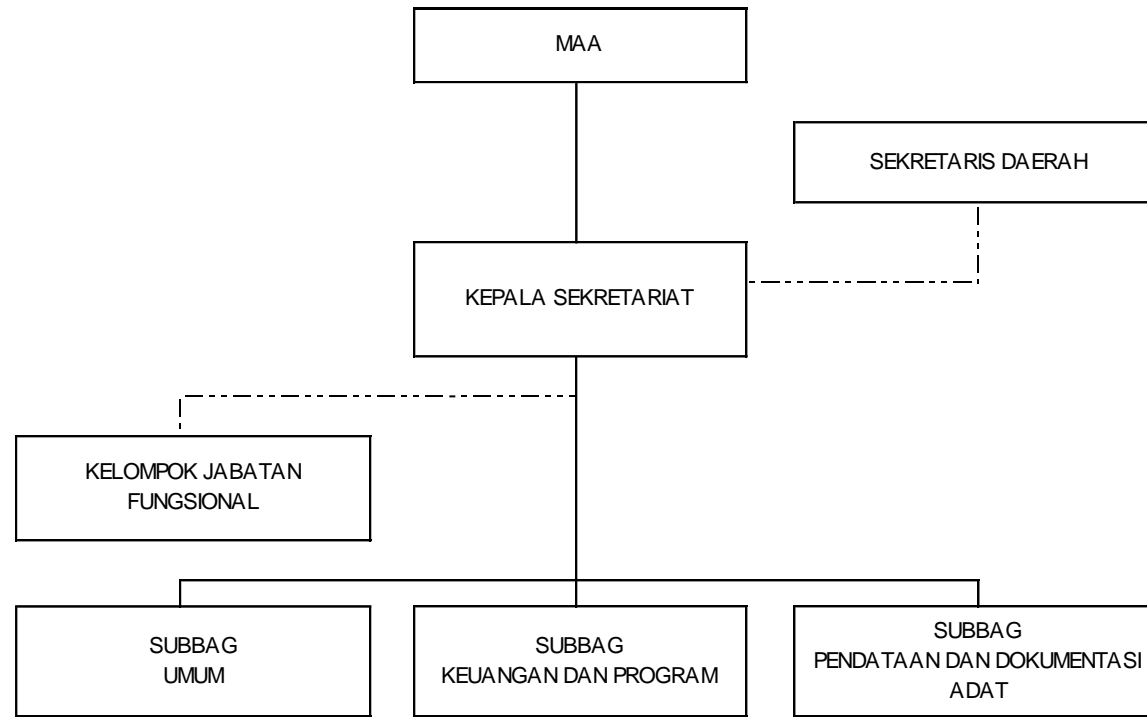 MAA
SEKRETARIS DAERAH
KEPALA SEKRETARIAT
KELOMPOK JABATAN
FUNGSIONAL
SUBBAG
UMUM
SUBBAG
KEUANGAN DAN PROGRAM
SUBBAG
PENDATAAN DAN DOKUMENTASI
ADAT